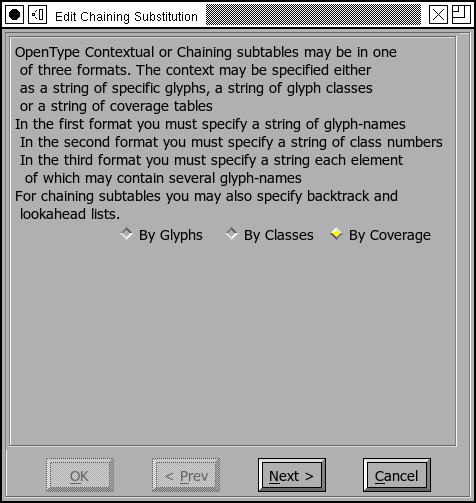 Edit Chaining Substitution
OpenType Contextual or Chaining subtables may be in one
of three formats. The context may be specified either
as a string of specific glyphs, a string of glyph classes
or a string of coverage tables
In the first format you must specify a string of glyph-names
In the second format you must specify a string of class numbers
In the third format you must specify a string each element
of which may contain several glyph-names
For chaining subtables you may also specify backtrack and
lookahead lists.
By Glyphs By Classes By Coverage
OK < Prev Next > Cancel